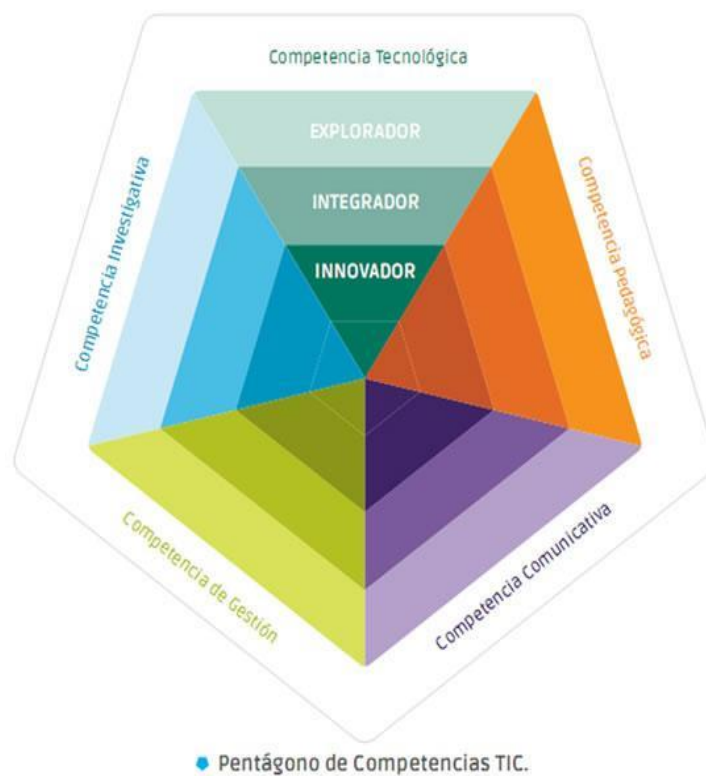 Competencia Tecnológica
EXPLORADOR
INTEGRADOR
INNOVADOR
Competencia Investigativa
Competencia Pedagógica
Competencia de Gestión
Competencia Comunicativa
Pentágono de Competencias TIC.